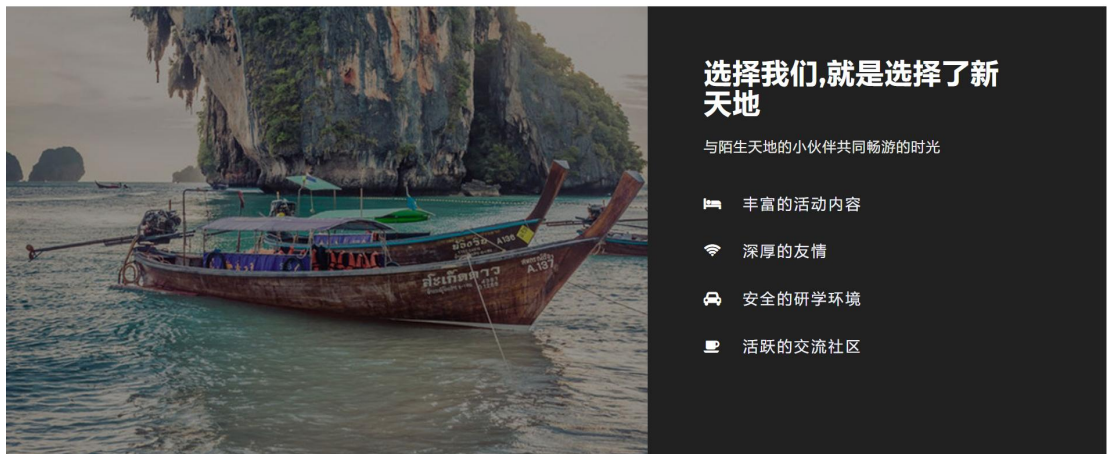 选择我们,就是选择了新
天地
与陌生天地的小伙伴共同畅游的时光
丰富的活动内容
深厚的友情
安全的研学环境
活跃的交流社区
A.137